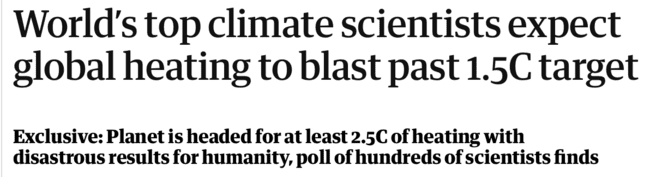 World’s top climate scientists expect
global heating to blast past 1.5C target
Exclusive: Planet is headed for at least 2.5C of heating with
disastrous results for humanity, poll of hundreds of scientists finds